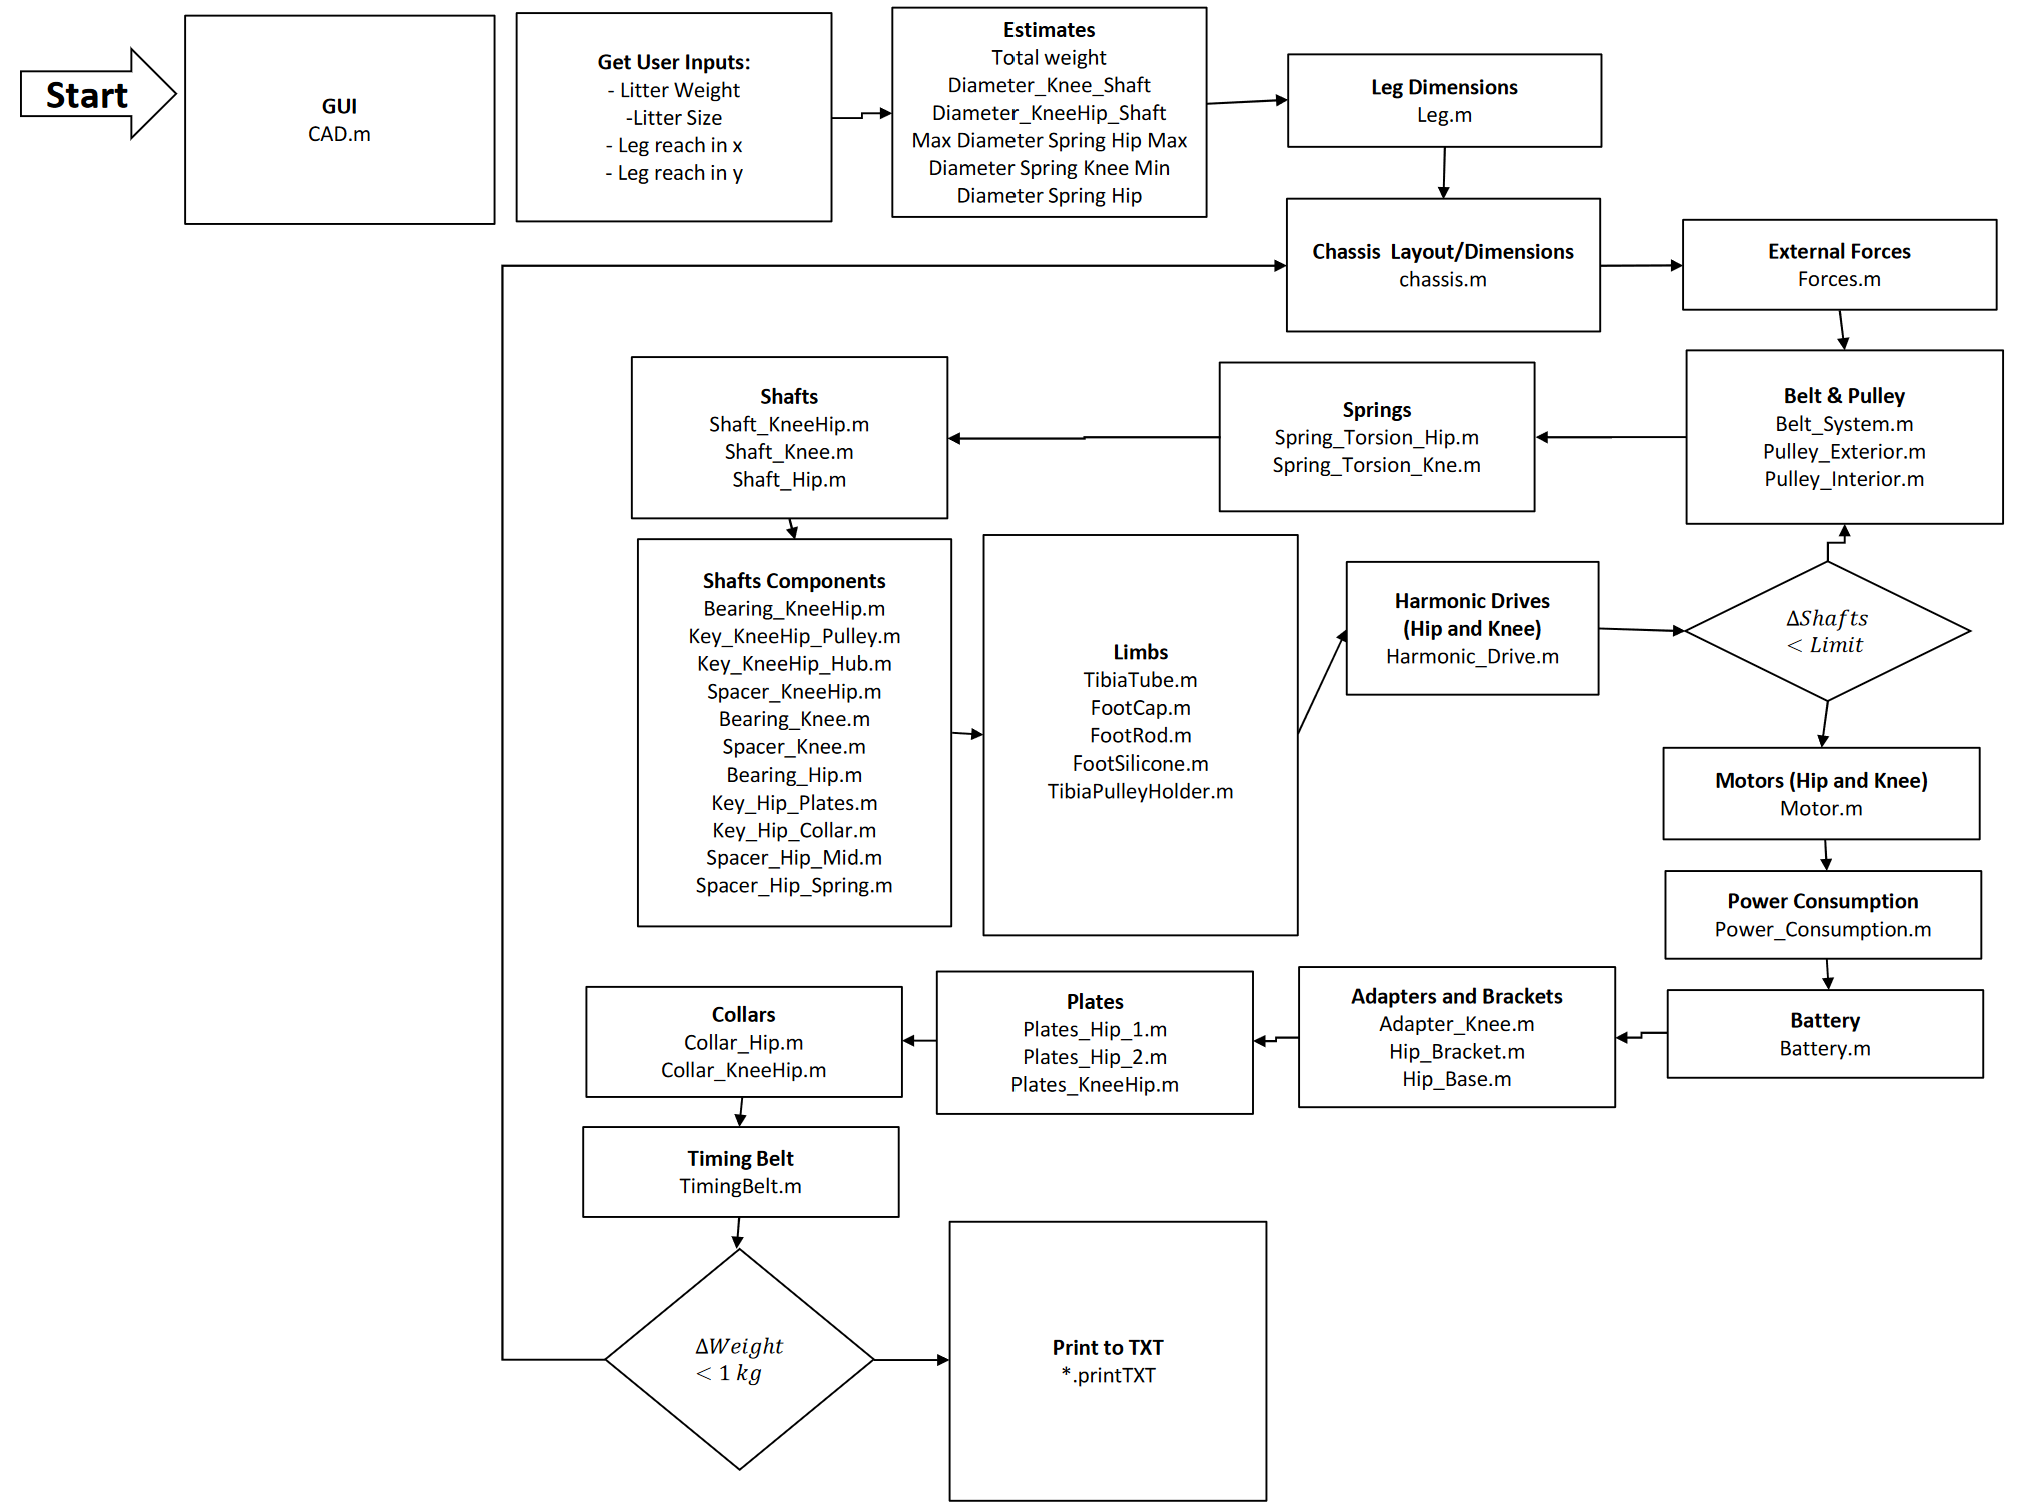 Start
GUI
CAD.m
Get User Inputs:
- Litter Weight
-Litter Size
- Leg reach in x
- Leg reach in y
Estimates
Total weight
Diameter_Knee_Shaft
Diameter_KneeHip_Shaft
Max Diameter Spring Hip Max
Diameter Spring Knee Min
Diameter Spring Hip
Leg Dimensions
Leg.m
Chassis Layout/Dimensions
chassis.m
External Forces
Forces.m
Belt & Pulley
Belt_System.m
Pulley_Exterior.m
Pulley_Interior.m
Springs
Spring_Torsion_Hip.m
Spring_Torsion_Kne.m
Shafts
Shaft_KneeHip.m
Shaft_Knee.m
Shaft_Hip.m
Shafts Components
Bearing_KneeHip.m
Key_KneeHip_Pulley.m
Key_KneeHip_Hub.m
Spacer_KneeHip.m
Bearing_Knee.m
Spacer_Knee.m
Bearing_Hip.m
Key_Hip_Plates.m
Key_Hip_Collar.m
Spacer_Hip_Mid.m
Spacer_Hip_Spring.m
Limbs
TibiaTube.m
FootCap.m
FootRod.m
FootSilicone.m
TibiaPulleyHolder.m
Harmonic Drives
(Hip and Knee)
Harmonic_Drive.m
ΔShafts
< Limit
Motors (Hip and Knee)
Motor.m
Power Consumption
Power_Consumption.m
Battery
Battery.m
Adapters and Brackets
Adapter_Knee.m
Hip_Bracket.m
Hip_Base.m
Plates
Plates_Hip_1.m
Plates_Hip_2.m
Plates_KneeHip.m
Collars
Collar_Hip.m
Collar_KneeHip.m
Timing Belt
TimingBelt.m
ΔWeight
< 1 kg
Print to TXT
*.printTXT